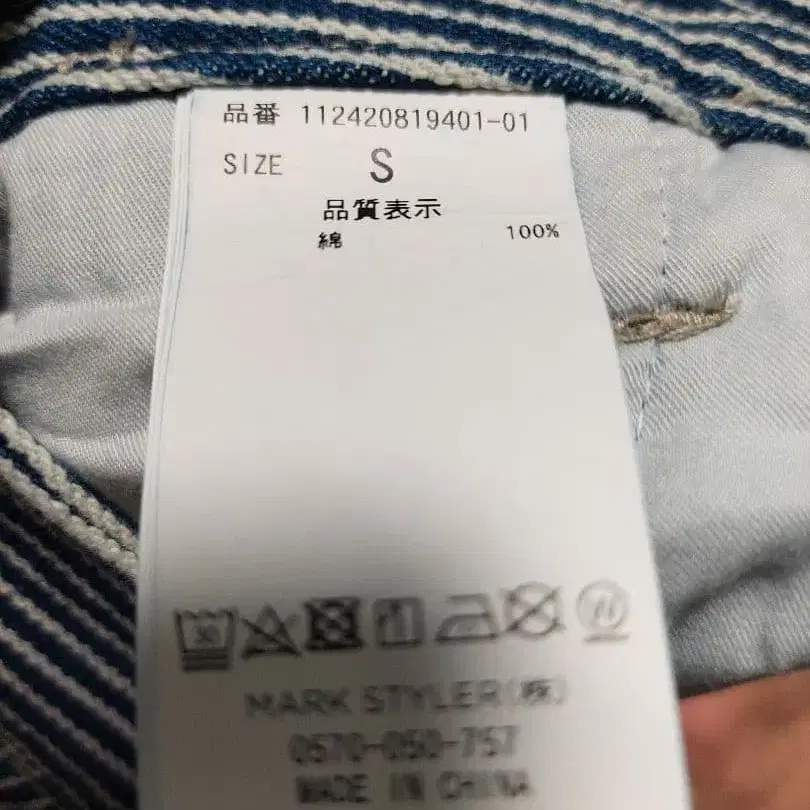 品番 112420819401-01
SIZE S
品質表示
綿 100%
MARK STYLER(株)
0570-050-757
MADE IN CHINA